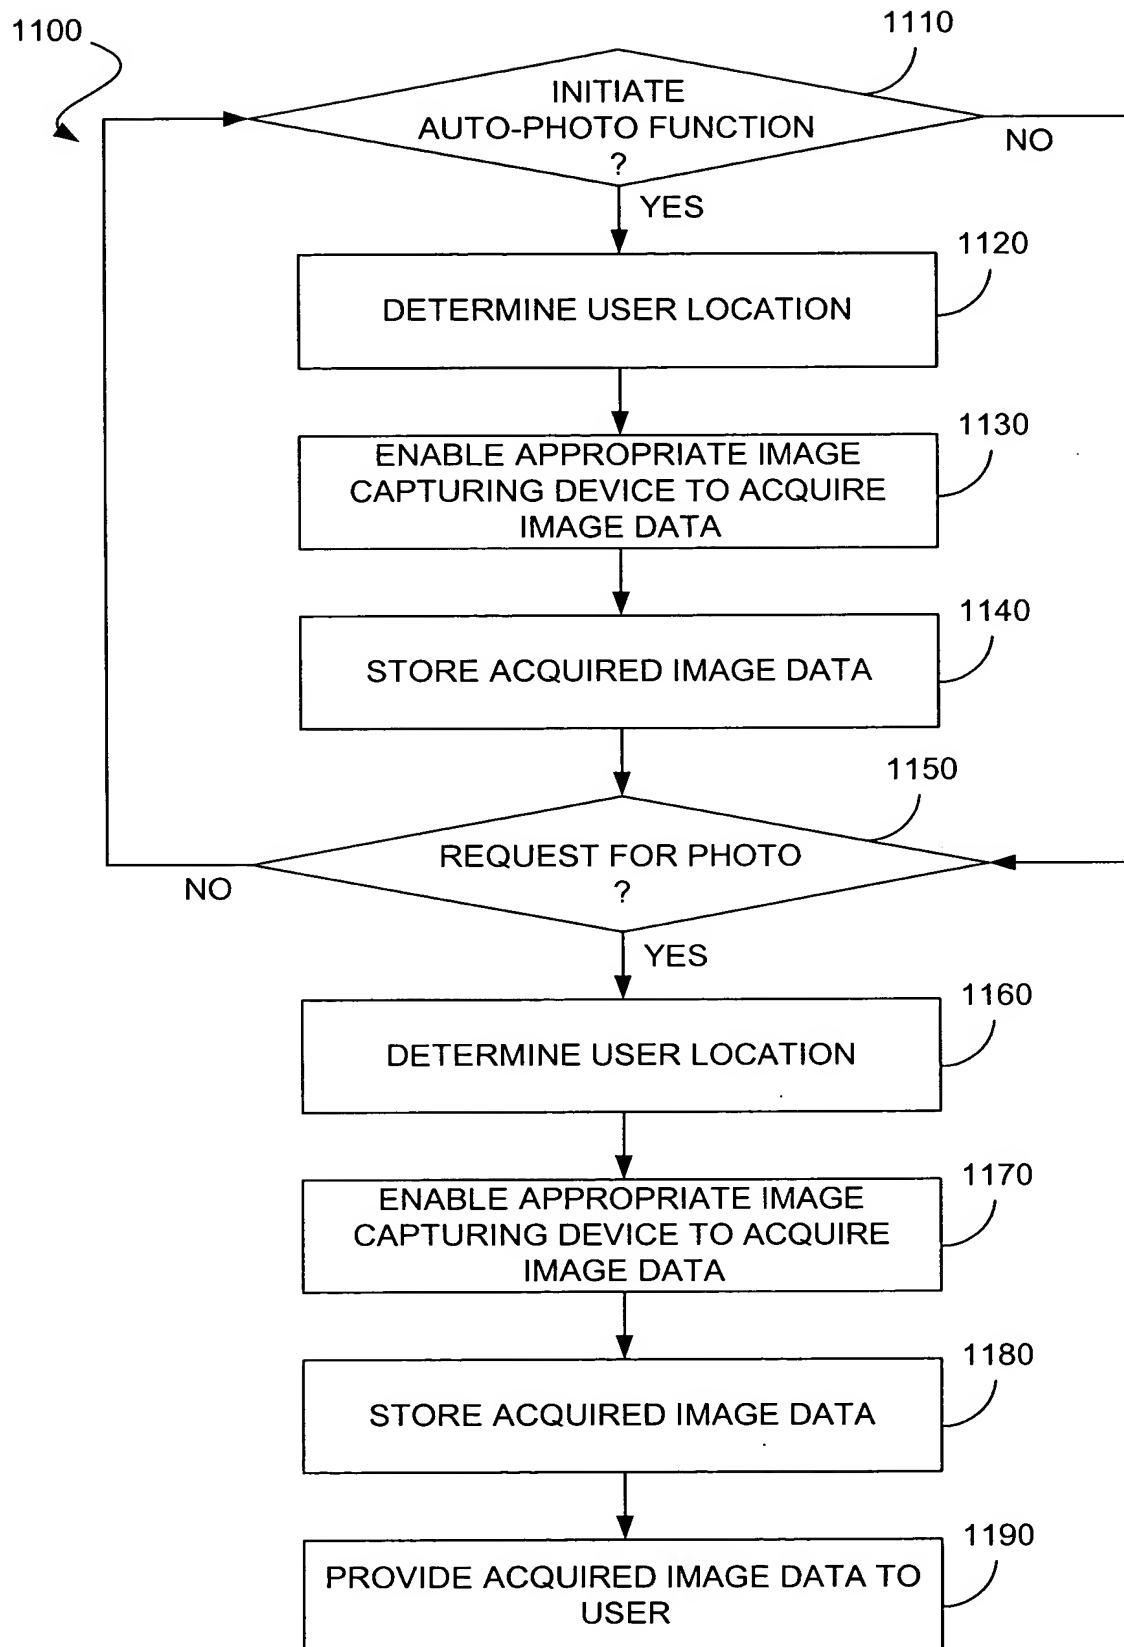 1100
1110
INITIATE
AUTO-PHOTO FUNCTION
?
NO
YES
1120
DETERMINE USER LOCATION
1130
ENABLE APPROPRIATE IMAGE
CAPTURING DEVICE TO ACQUIRE
IMAGE DATA
1140
STORE ACQUIRED IMAGE DATA
1150
REQUEST FOR PHOTO
?
NO
YES
1160
DETERMINE USER LOCATION
1170
ENABLE APPROPRIATE IMAGE
CAPTURING DEVICE TO ACQUIRE
IMAGE DATA
1180
STORE ACQUIRED IMAGE DATA
1190
PROVIDE ACQUIRED IMAGE DATA TO
USER